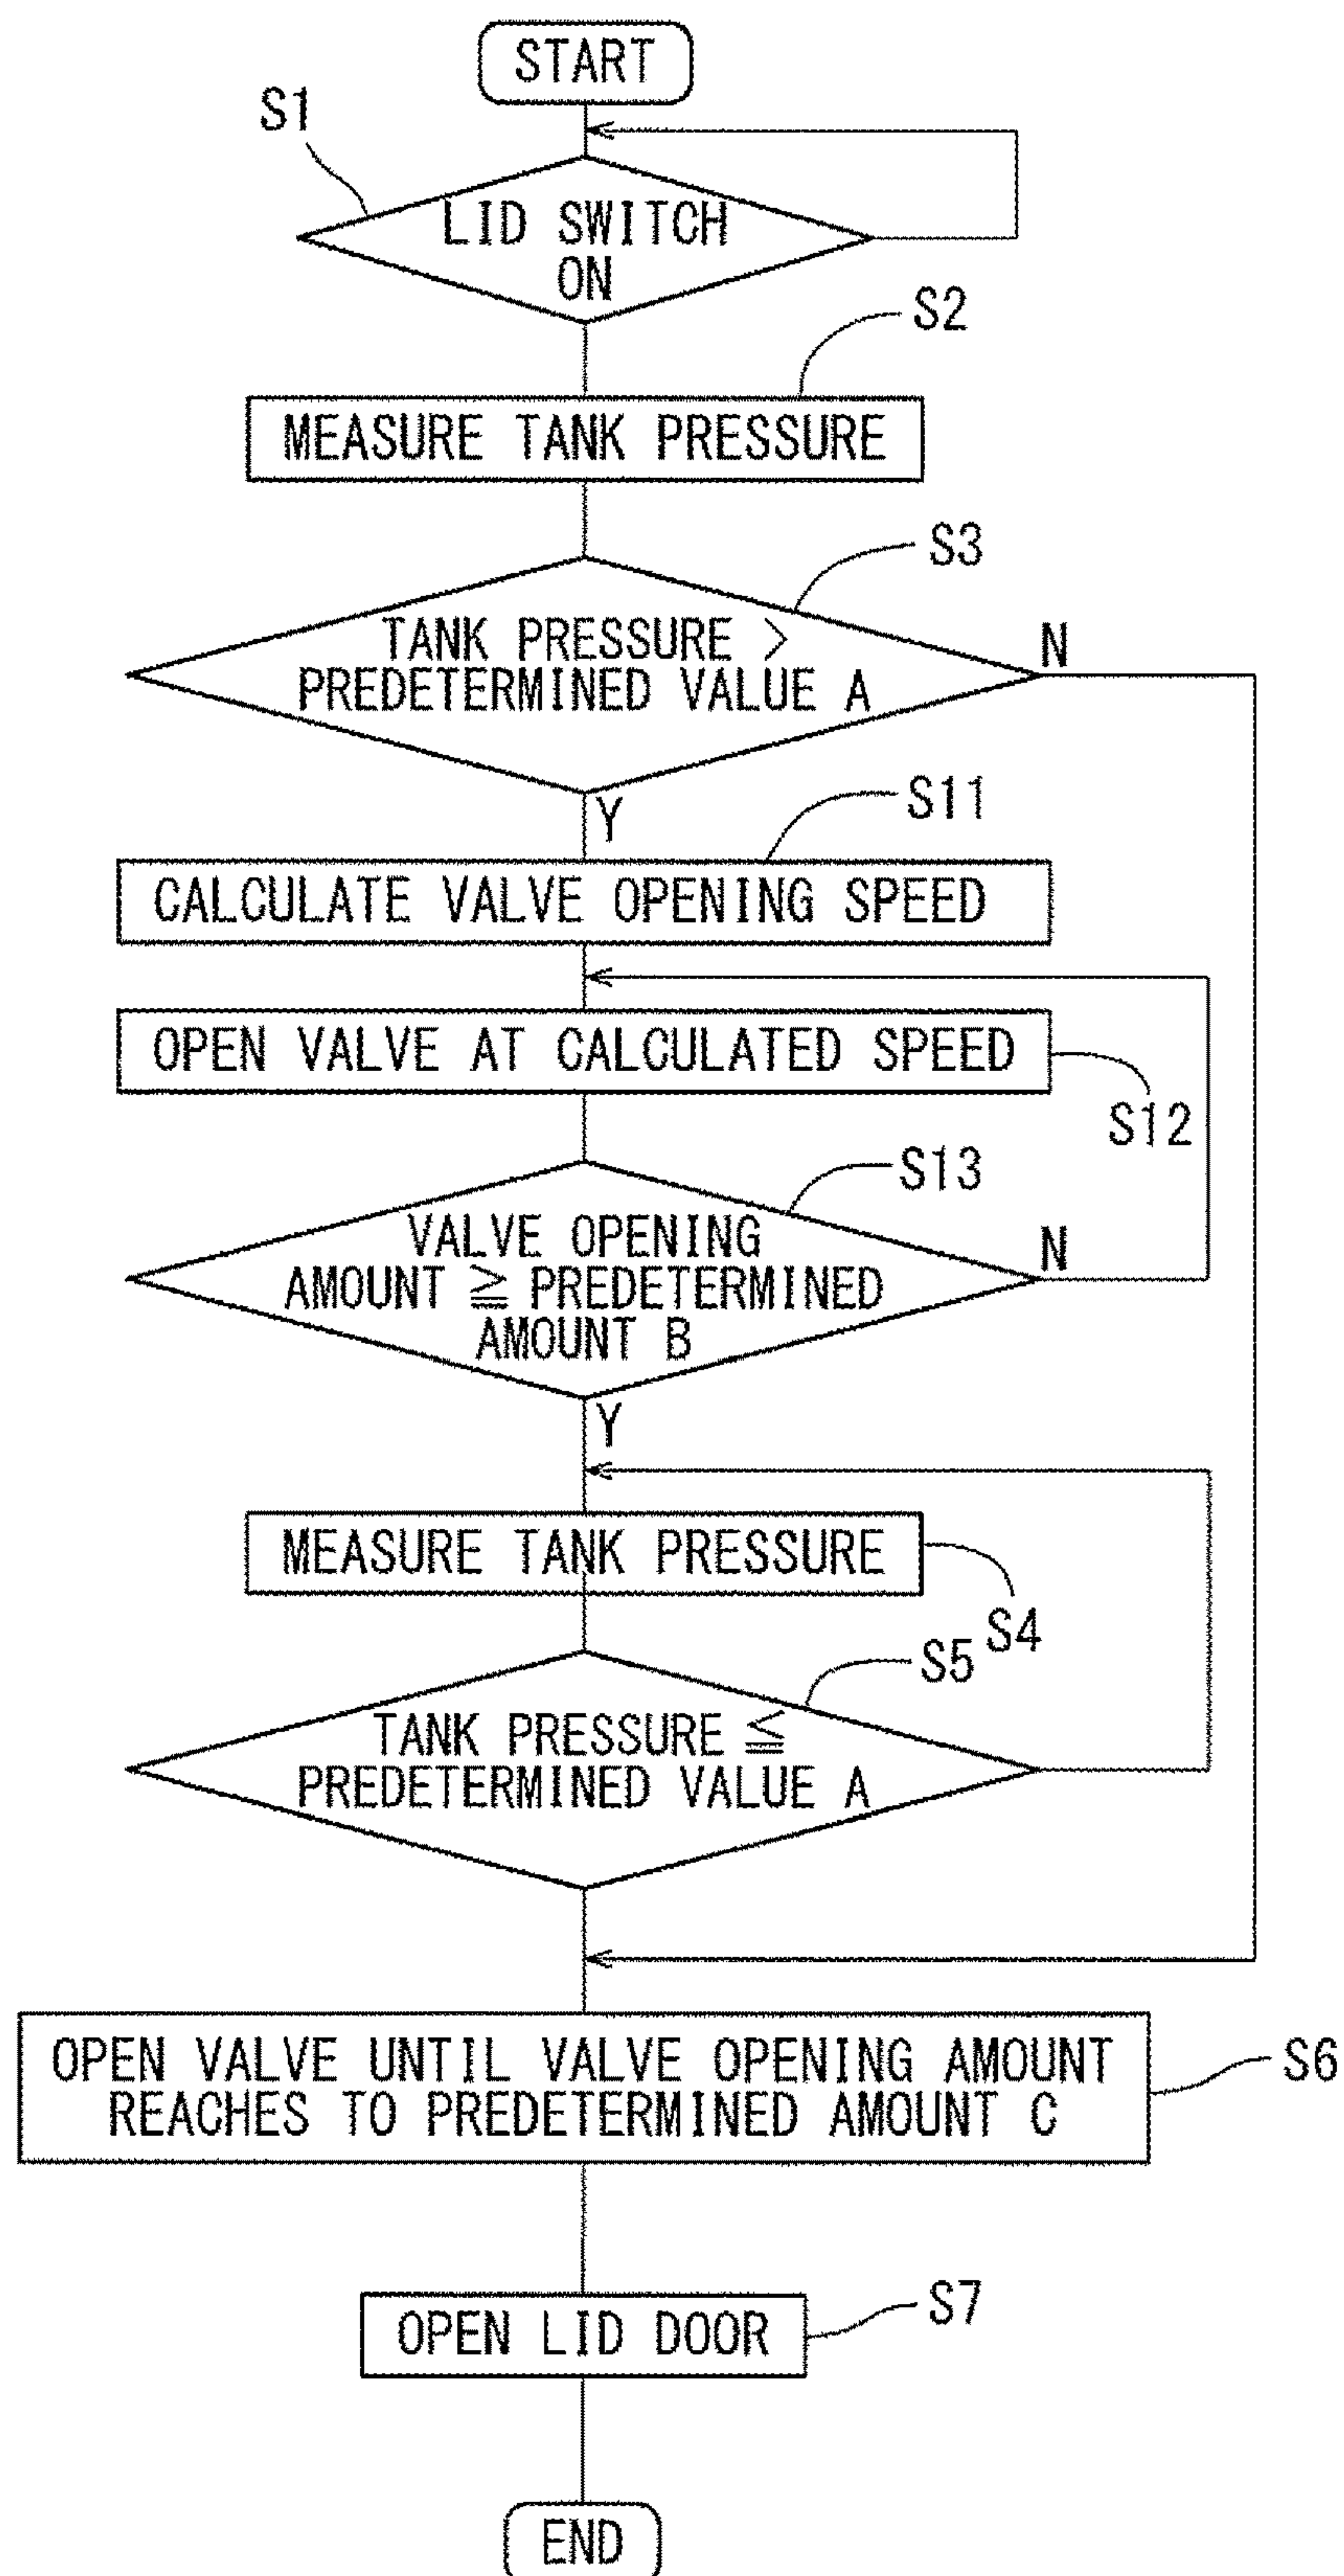 START
S1
LID SWITCH
ON
S2
MEASURE TANK PRESSURE
S3
TANK PRESSURE >
PREDETERMINED VALUE A
N
Y
S11
CALCULATE VALVE OPENING SPEED
OPEN VALVE AT CALCULATED SPEED
S12
S13
VALVE OPENING
AMOUNT ≧ PREDETERMINED
AMOUNT B
N
Y
MEASURE TANK PRESSURE
S4
S5
TANK PRESSURE ≦
PREDETERMINED VALUE A
OPEN VALVE UNTIL VALVE OPENING AMOUNT
REACHES TO PREDETERMINED AMOUNT C
S6
OPEN LID DOOR
S7
END